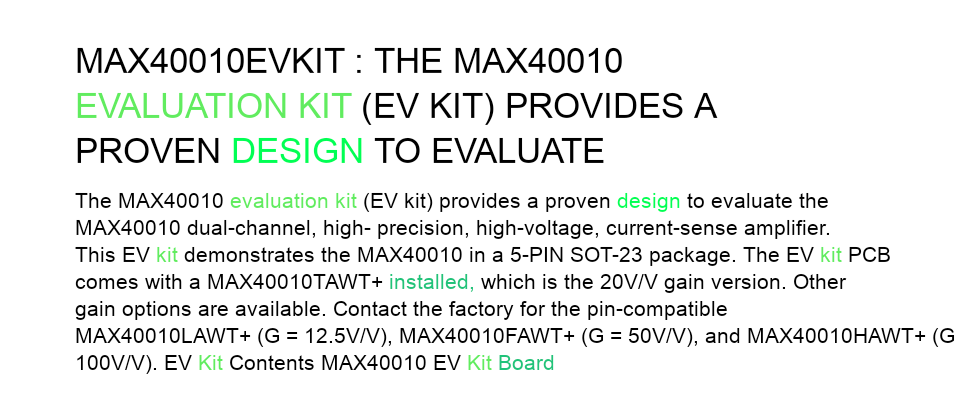 MAX40010EVKIT : THE MAX40010
EVALUATION KIT (EV KIT) PROVIDES A
PROVEN DESIGN TO EVALUATE
The MAX40010 evaluation kit (EV kit) provides a proven design to evaluate the
MAX40010 dual-channel, high- precision, high-voltage, current-sense amplifier.
This EV kit demonstrates the MAX40010 in a 5-PIN SOT-23 package. The EV kit PCB
comes with a MAX40010TAWT+ installed, which is the 20V/V gain version. Other
gain options are available. Contact the factory for the pin-compatible
MAX40010LAWT+ (G = 12.5V/V), MAX40010FAWT+ (G = 50V/V), and MAX40010HAWT+ (G
100V/V). EV Kit Contents MAX40010 EV Kit Board